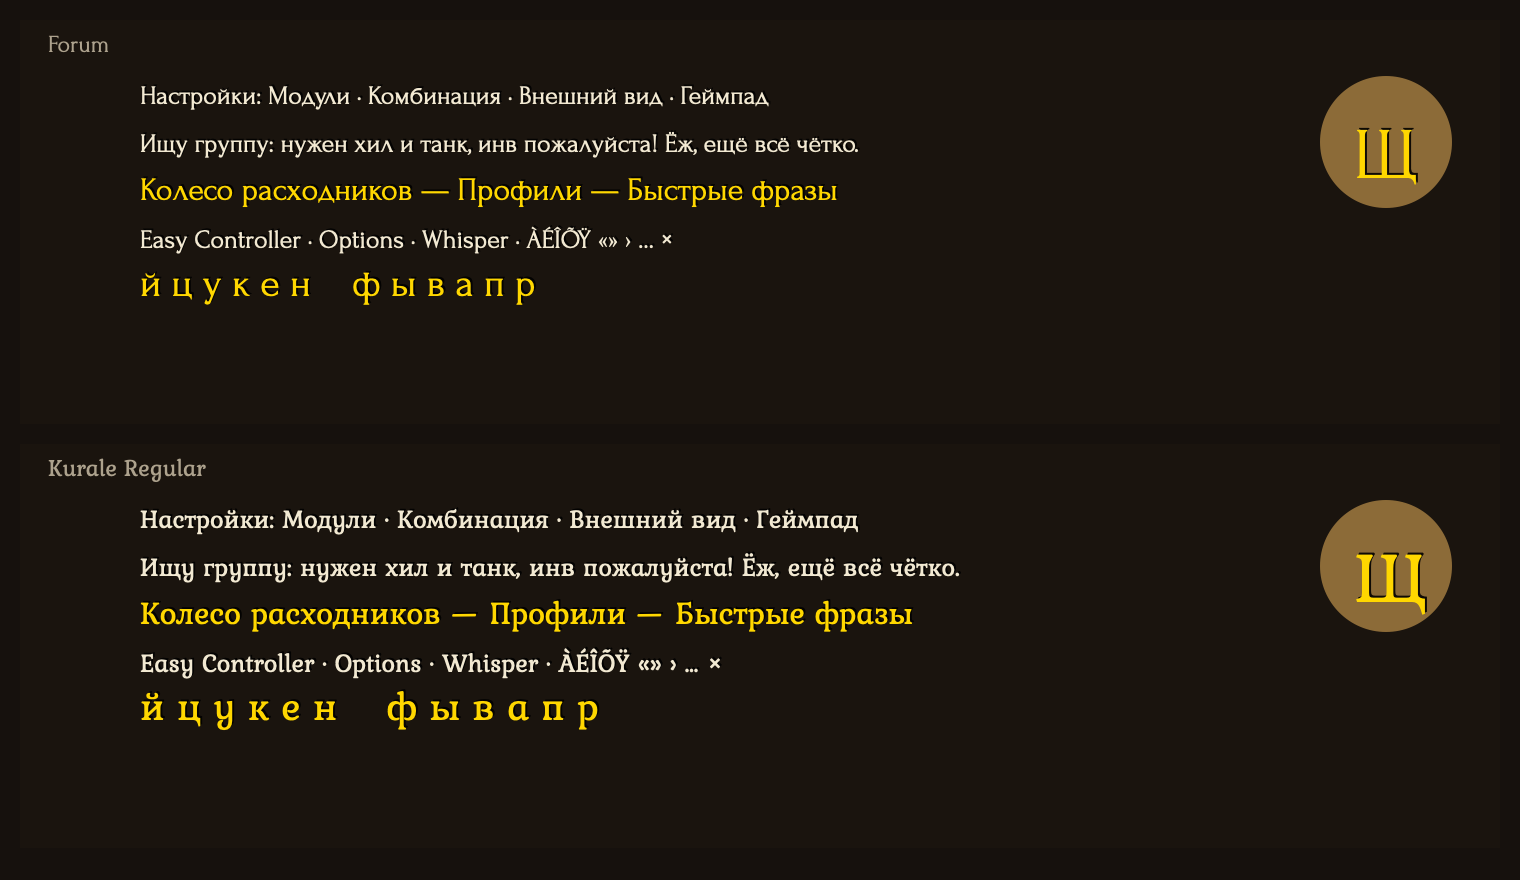 Forum
Настройки: Модули · Комбинация · Внешний вид · Геймпад
Ищу группу: нужен хил и танк, инв пожалуйста! Ёж, ещё всё чётко.
Колесо расходников — Профили — Быстрые фразы
Easy Controller · Options · Whisper · ÀÉÎÕŸ «» › … ×
й ц у к е н ф ы в а п р
Щ
Kurale Regular
Настройки: Модули · Комбинация · Внешний вид · Геймпад
Ищу группу: нужен хил и танк, инв пожалуйста! Ёж, ещё всё чётко.
Колесо расходников — Профили — Быстрые фразы
Easy Controller · Options · Whisper · ÀÉÎÕŸ «» › … ×
й ц у к е н ф ы в а п р
Щ